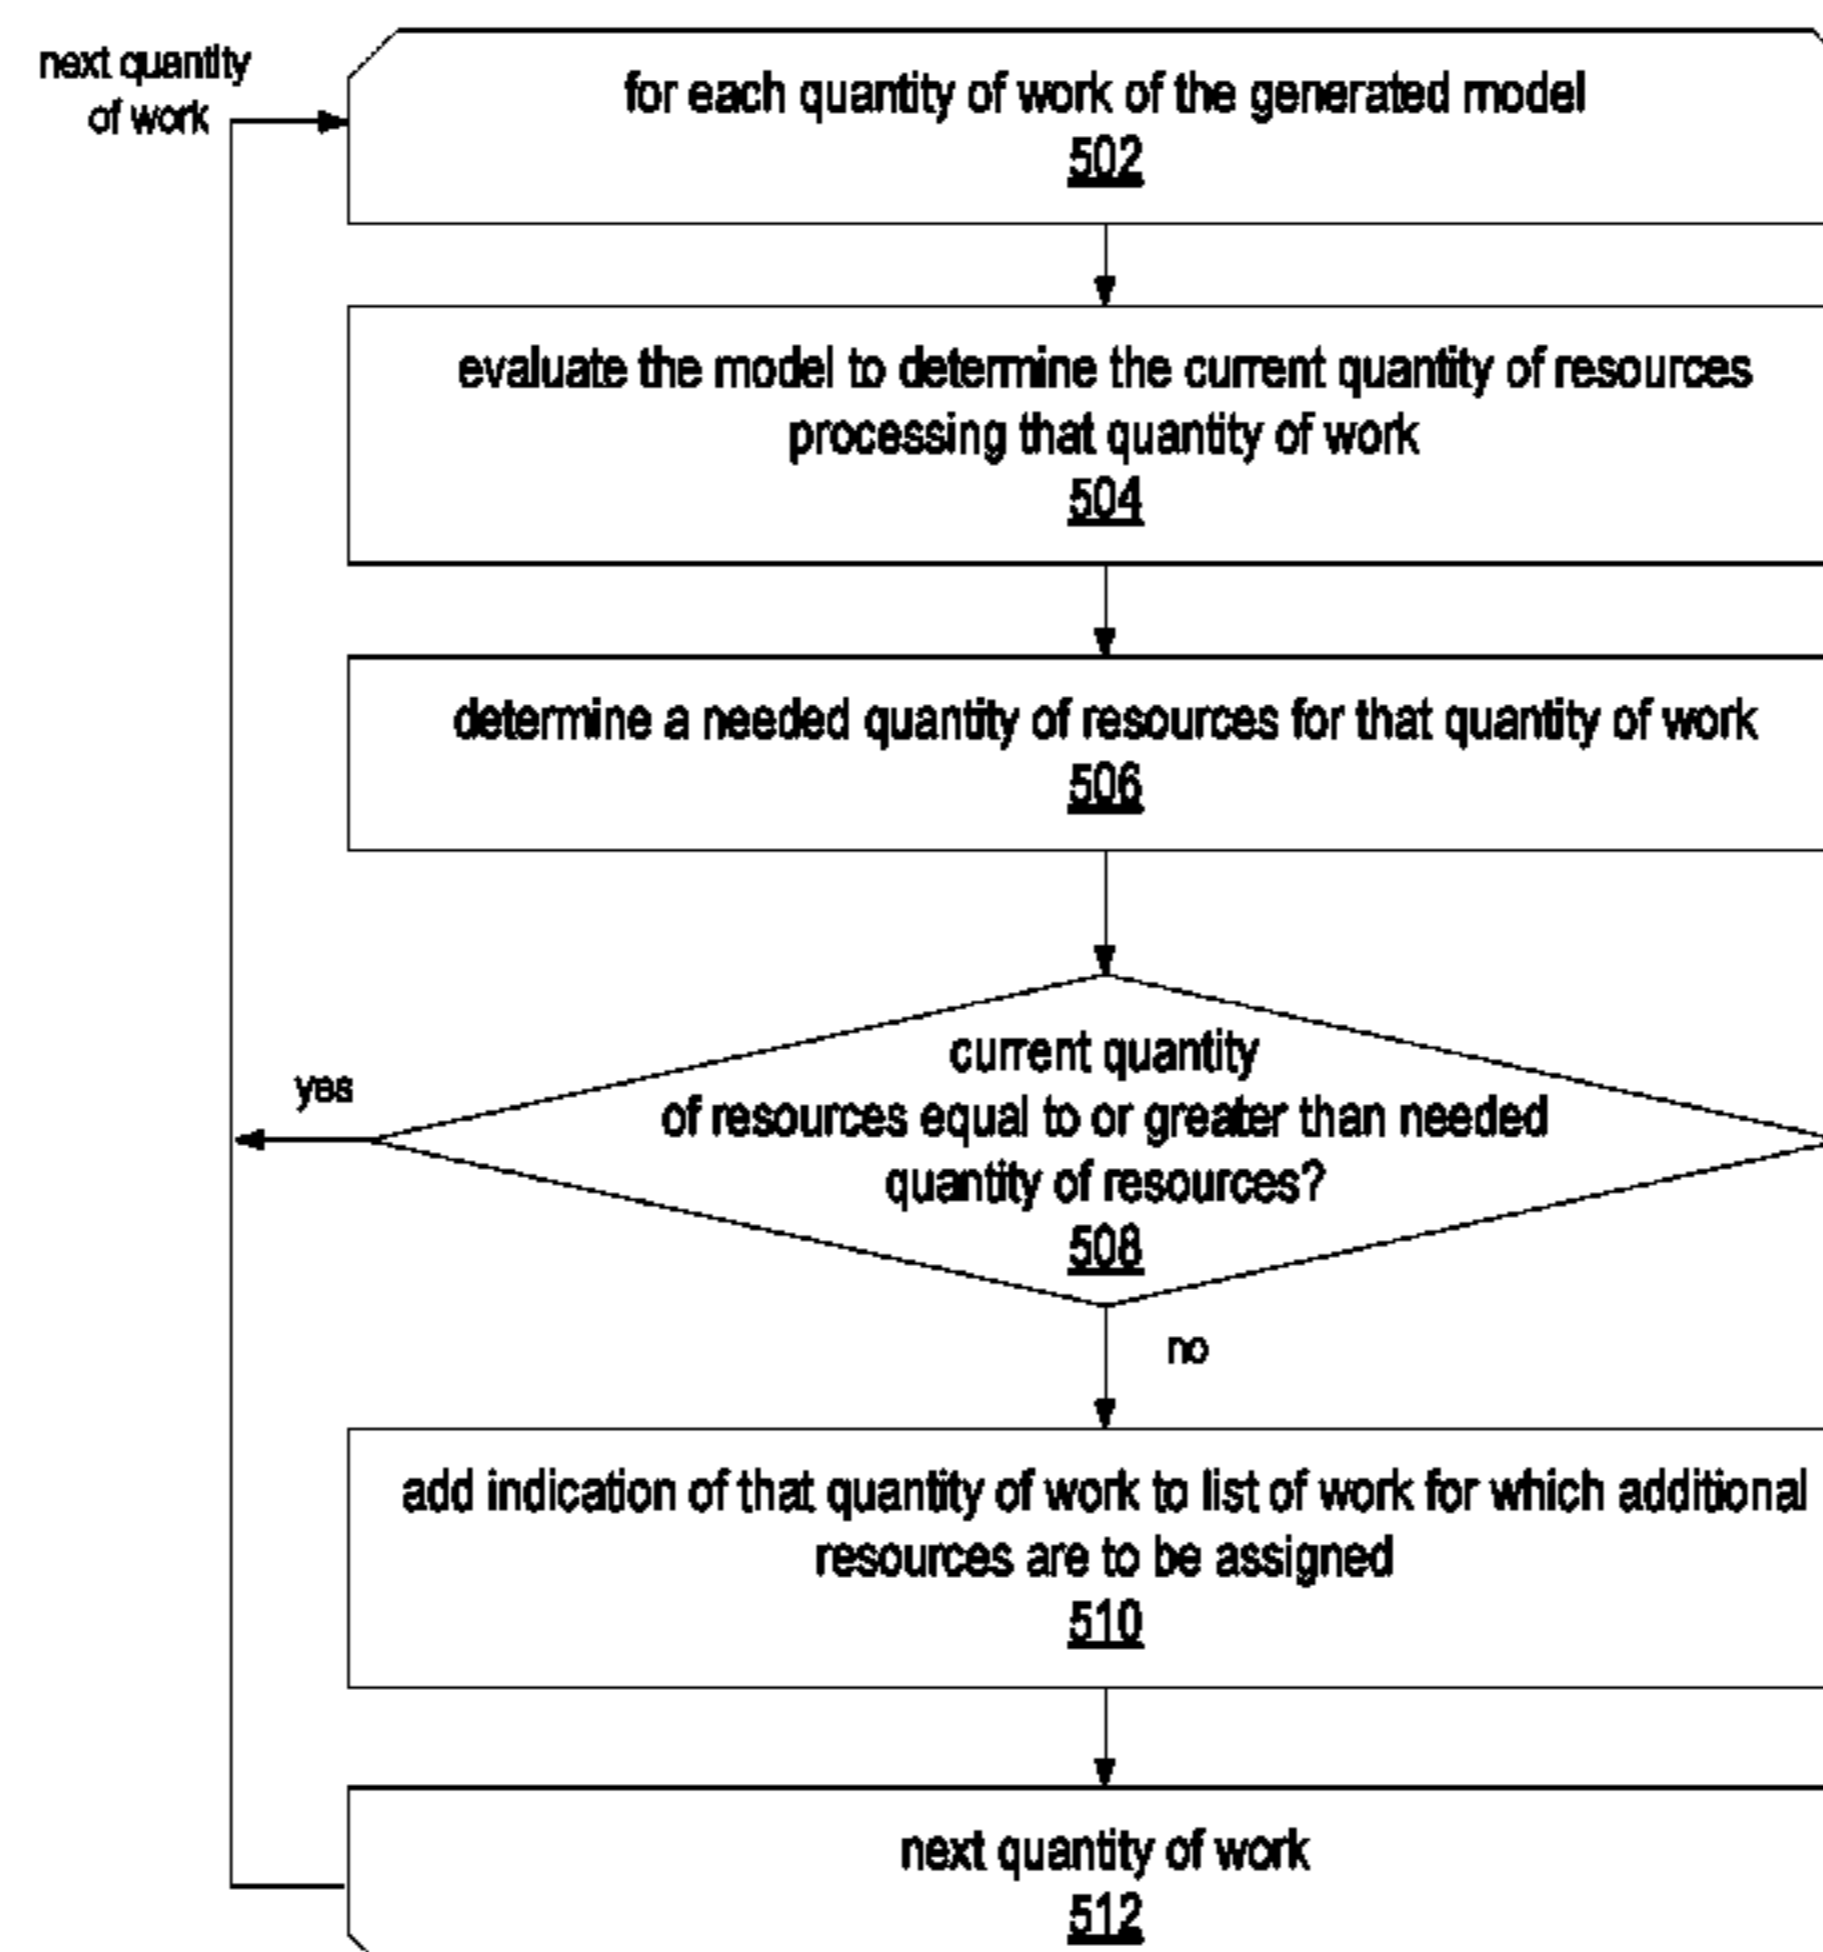 next quantity
of work
for each quantity of work of the generated model
502
evaluate the model to determine the current quantity of resources
processing that quantity of work
504
determine a needed quantity of resources for that quantity of work
506
current quantity
of resources equal to or greater than needed
quantity of resources?
508
yes
no
add indication of that quantity of work to list of work for which additional
resources are to be assigned
510
next quantity of work
512